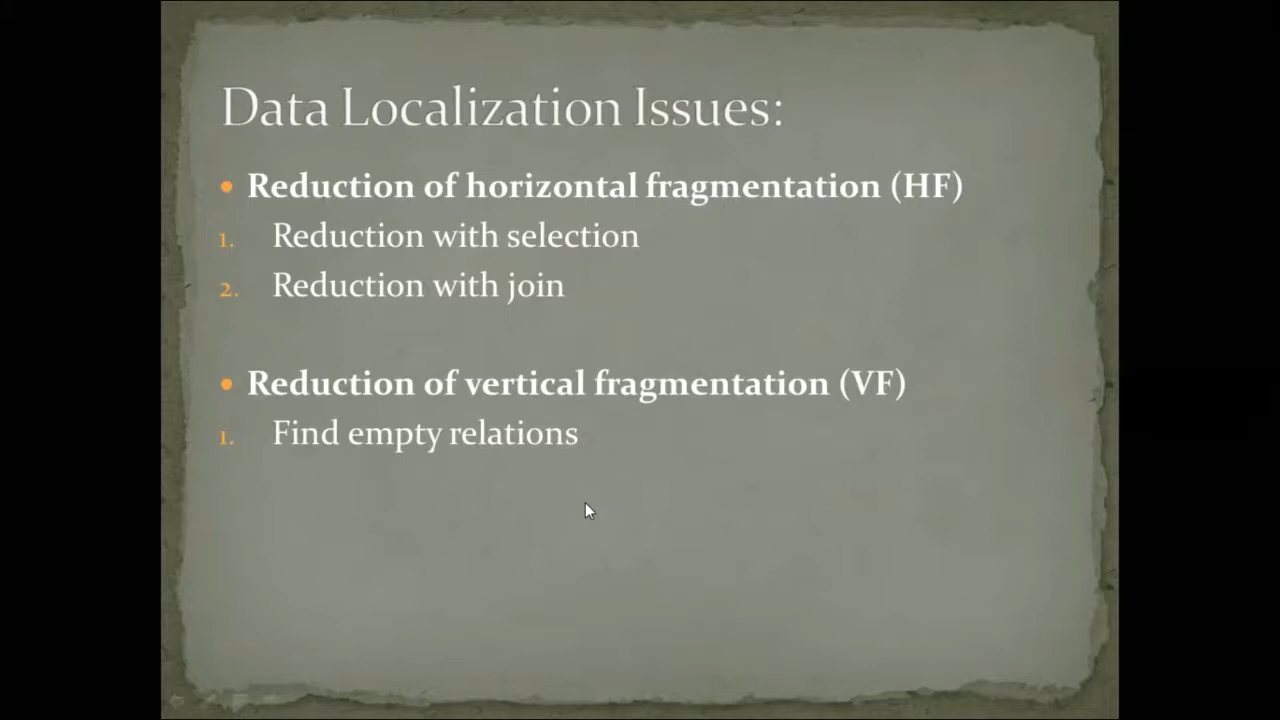 Data Localization Issues:
• Reduction of horizontal fragmentation (HF)
1. Reduction with selection
2. Reduction with join
• Reduction of vertical fragmentation (VF)
1. Find empty relations